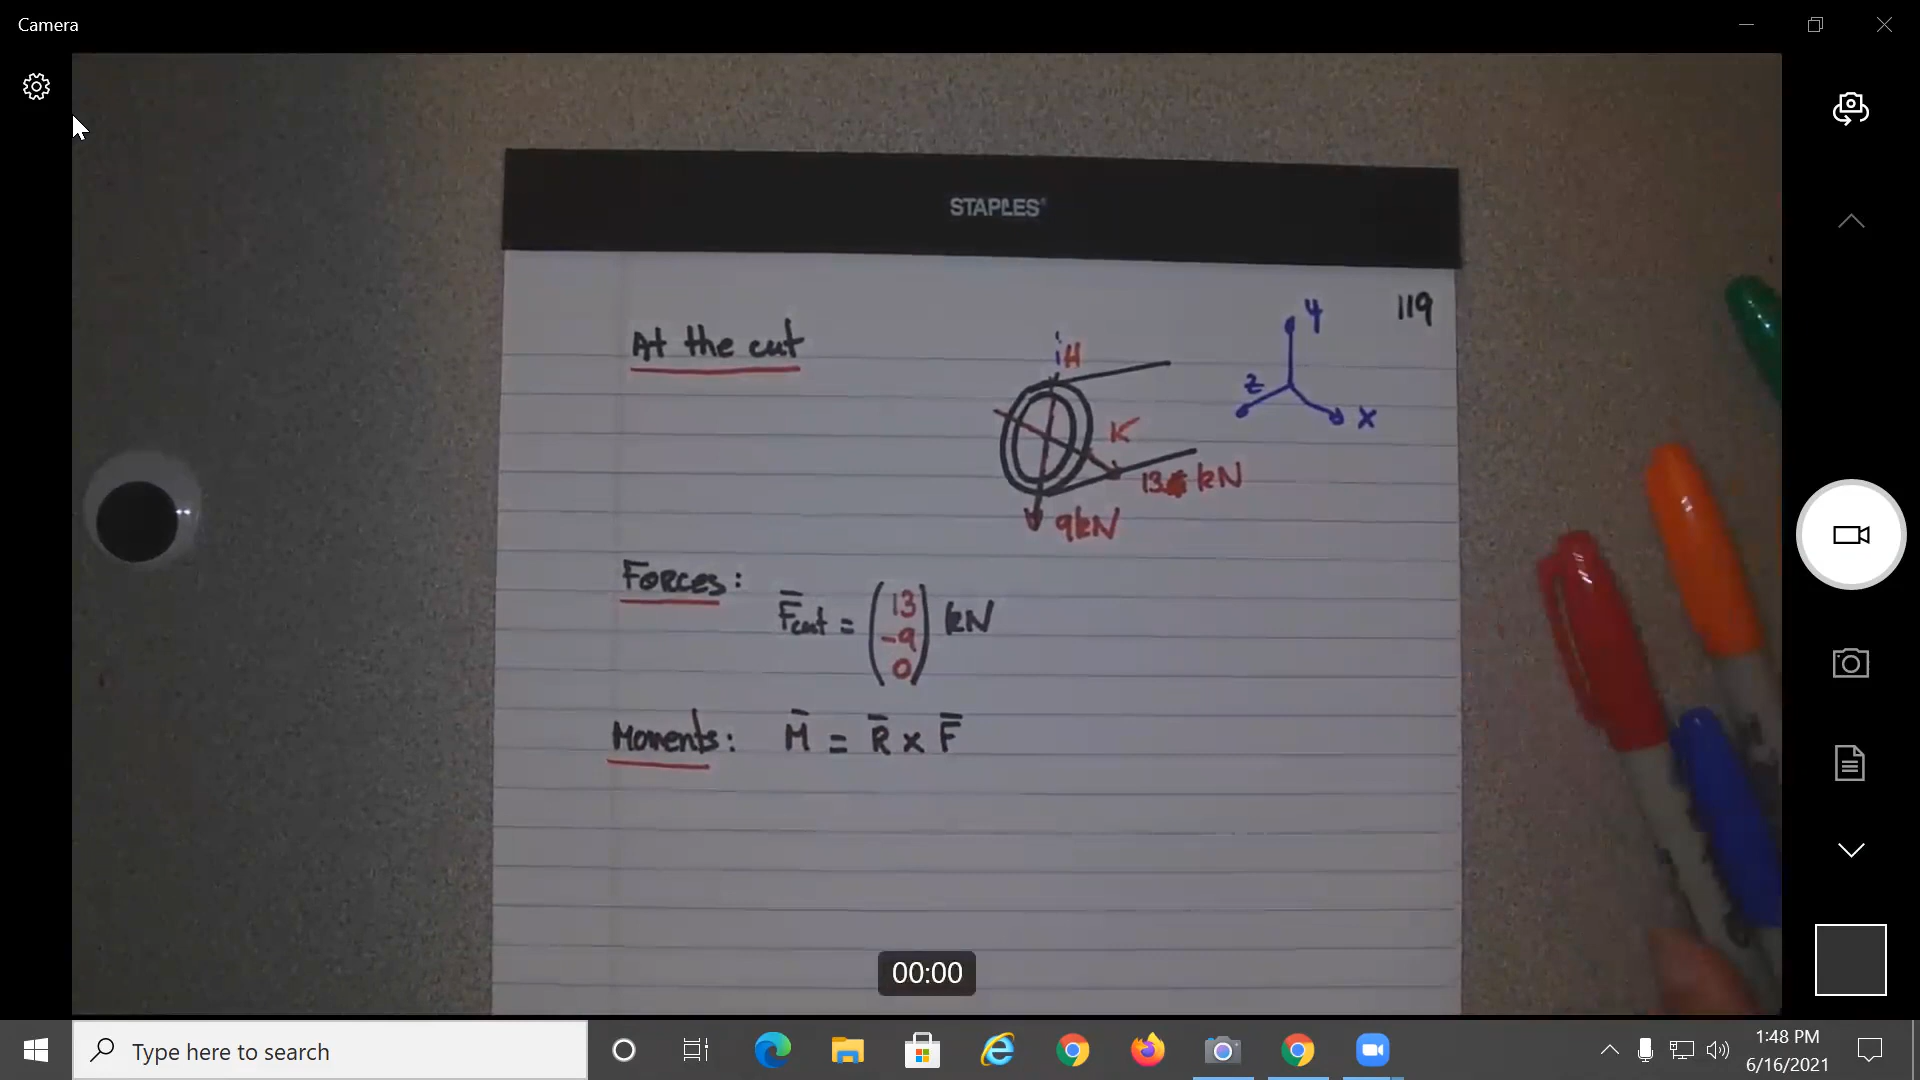 Camera
STAPLES
119
At the cut
H
K
13 kN
9kN
y
z
x
Forces:
F̅cut = (13 -9 0) kN
Moments: M̅ = R̅ x F̅
00:00
Type here to search
1:48 PM
6/16/2021